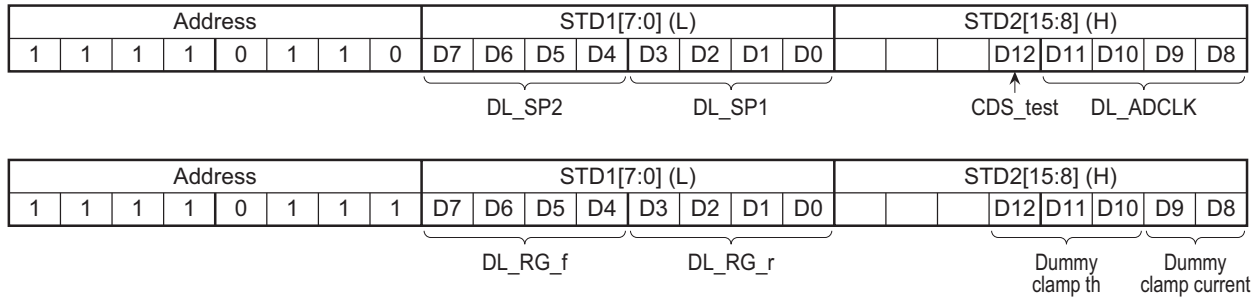 Address STD1[7:0] (L) STD2[15:8] (H)
1 1 1 1 0 1 1 0 D7 D6 D5 D4 D3 D2 D1 D0 D12 D11 D10 D9 D8
DL_SP2 DL_SP1 CDS_test DL_ADCLK
Address STD1[7:0] (L) STD2[15:8] (H)
1 1 1 1 0 1 1 1 D7 D6 D5 D4 D3 D2 D1 D0 D12 D11 D10 D9 D8
DL_RG_f DL_RG_r Dummy Dummy
clamp th clamp current